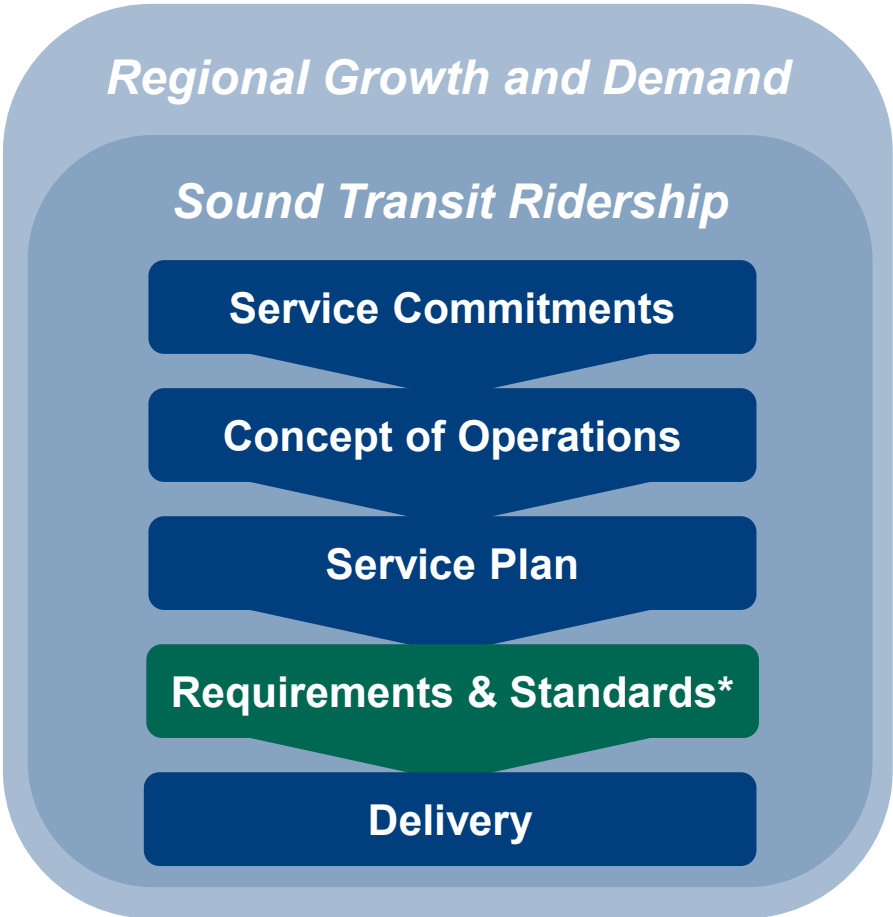 Regional Growth and Demand
Sound Transit Ridership
Service Commitments
Concept of Operations
Service Plan
Requirements & Standards*
Delivery